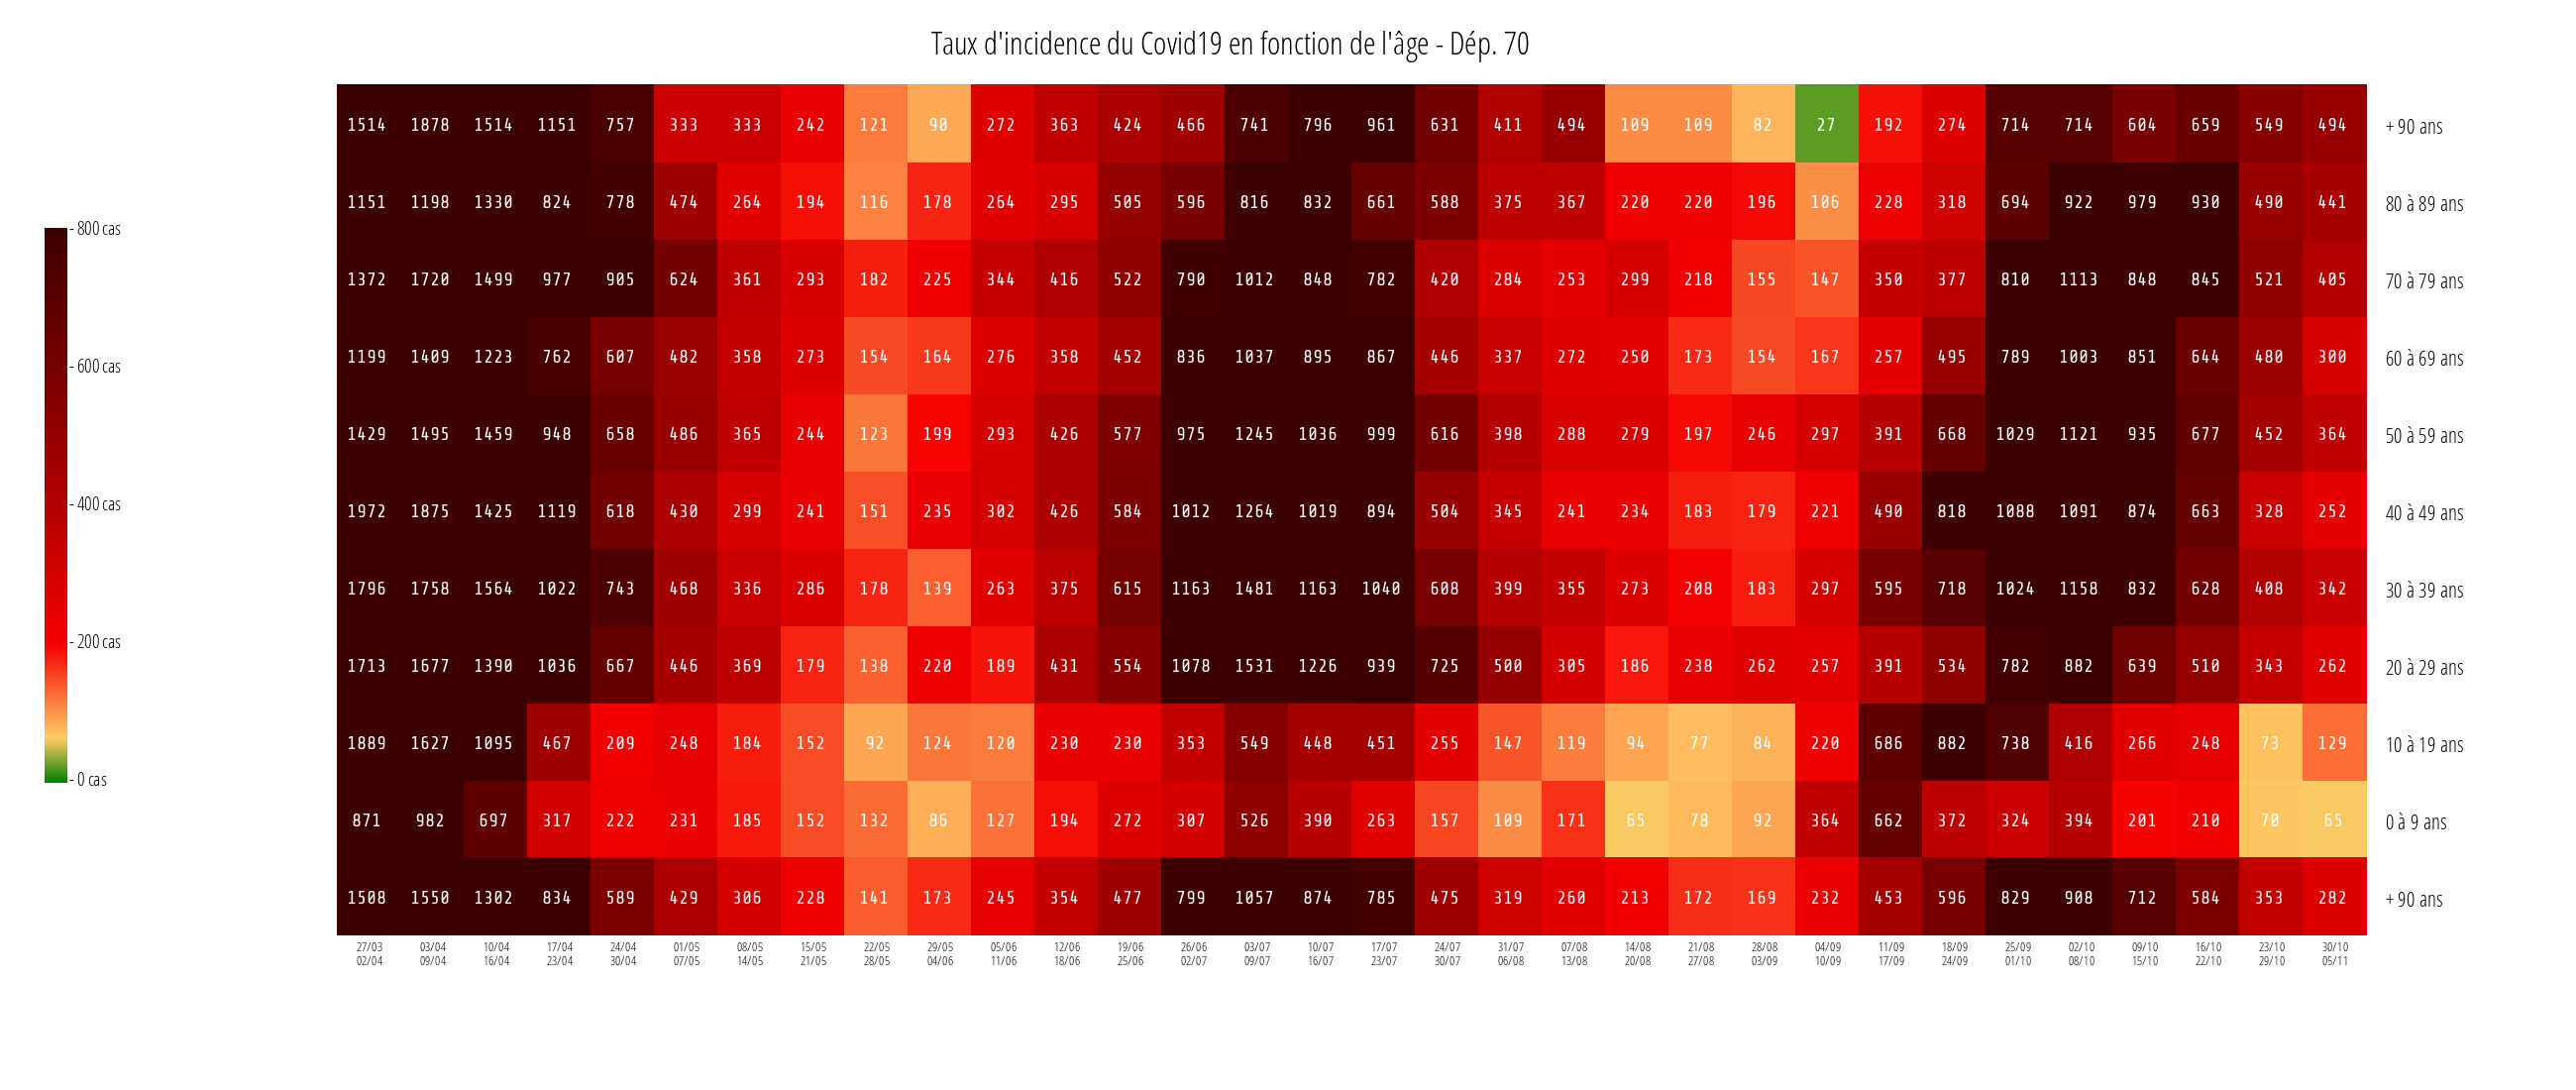 Taux d'incidence du Covid19 en fonction de l'âge - Dép. 70
1514 1878 1514 1151 757 333 333 242 121 90 272 363 424 466 741 796 961 631 411 494 109 109 82 27 192 274 714 714 604 659 549 494 + 90 ans
1151 1198 1330 824 778 474 264 194 116 178 264 295 505 596 816 832 661 588 375 367 220 220 196 106 228 318 694 922 979 930 490 441 80 à 89 ans
- 800 cas
1372 1720 1499 977 905 624 361 293 182 225 344 416 522 790 1012 848 782 420 284 253 299 218 155 147 350 377 810 1113 848 845 521 405 70 à 79 ans
1199 1409 1223 762 607 482 358 273 154 164 276 358 452 836 1037 895 867 446 337 272 250 173 154 167 257 495 789 1003 851 644 480 300 60 à 69 ans
- 600 cas
1429 1495 1459 948 658 486 365 244 123 199 293 426 577 975 1245 1036 999 616 398 288 279 197 246 297 391 668 1029 1121 935 677 452 364 50 à 59 ans
- 400 cas
1972 1875 1425 1119 618 430 299 241 151 235 302 426 584 1012 1264 1019 894 504 345 241 234 183 179 221 490 818 1088 1091 874 663 328 252 40 à 49 ans
1796 1758 1564 1022 743 468 336 286 178 139 263 375 615 1163 1481 1163 1040 608 399 355 273 208 183 297 595 718 1024 1158 832 628 408 342 30 à 39 ans
- 200 cas
1713 1677 1390 1036 667 446 369 179 138 220 189 431 554 1078 1531 1226 939 725 500 305 186 238 262 257 391 534 782 882 639 510 343 262 20 à 29 ans
1889 1627 1095 467 209 248 184 152 92 124 120 230 230 353 549 448 451 255 147 119 94 77 84 220 686 882 738 416 266 248 73 129 10 à 19 ans
- 0 cas
871 982 697 317 222 231 185 152 132 86 127 194 272 307 526 390 263 157 109 171 65 78 92 364 662 372 324 394 201 210 70 65 0 à 9 ans
1508 1550 1302 834 589 429 306 228 141 173 245 354 477 799 1057 874 785 475 319 260 213 172 169 232 453 596 829 908 712 584 353 282 + 90 ans
27/03 03/04 10/04 17/04 24/04 01/05 08/05 15/05 22/05 29/05 05/06 12/06 19/06 26/06 03/07 10/07 17/07 24/07 31/07 07/08 14/08 21/08 28/08 04/09 11/09 18/09 25/09 02/10 09/10 16/10 23/10 30/10
02/04 09/04 16/04 23/04 30/04 07/05 14/05 21/05 28/05 04/06 11/06 18/06 25/06 02/07 09/07 16/07 23/07 30/07 06/08 13/08 20/08 27/08 03/09 10/09 17/09 24/09 01/10 08/10 15/10 22/10 29/10 05/11